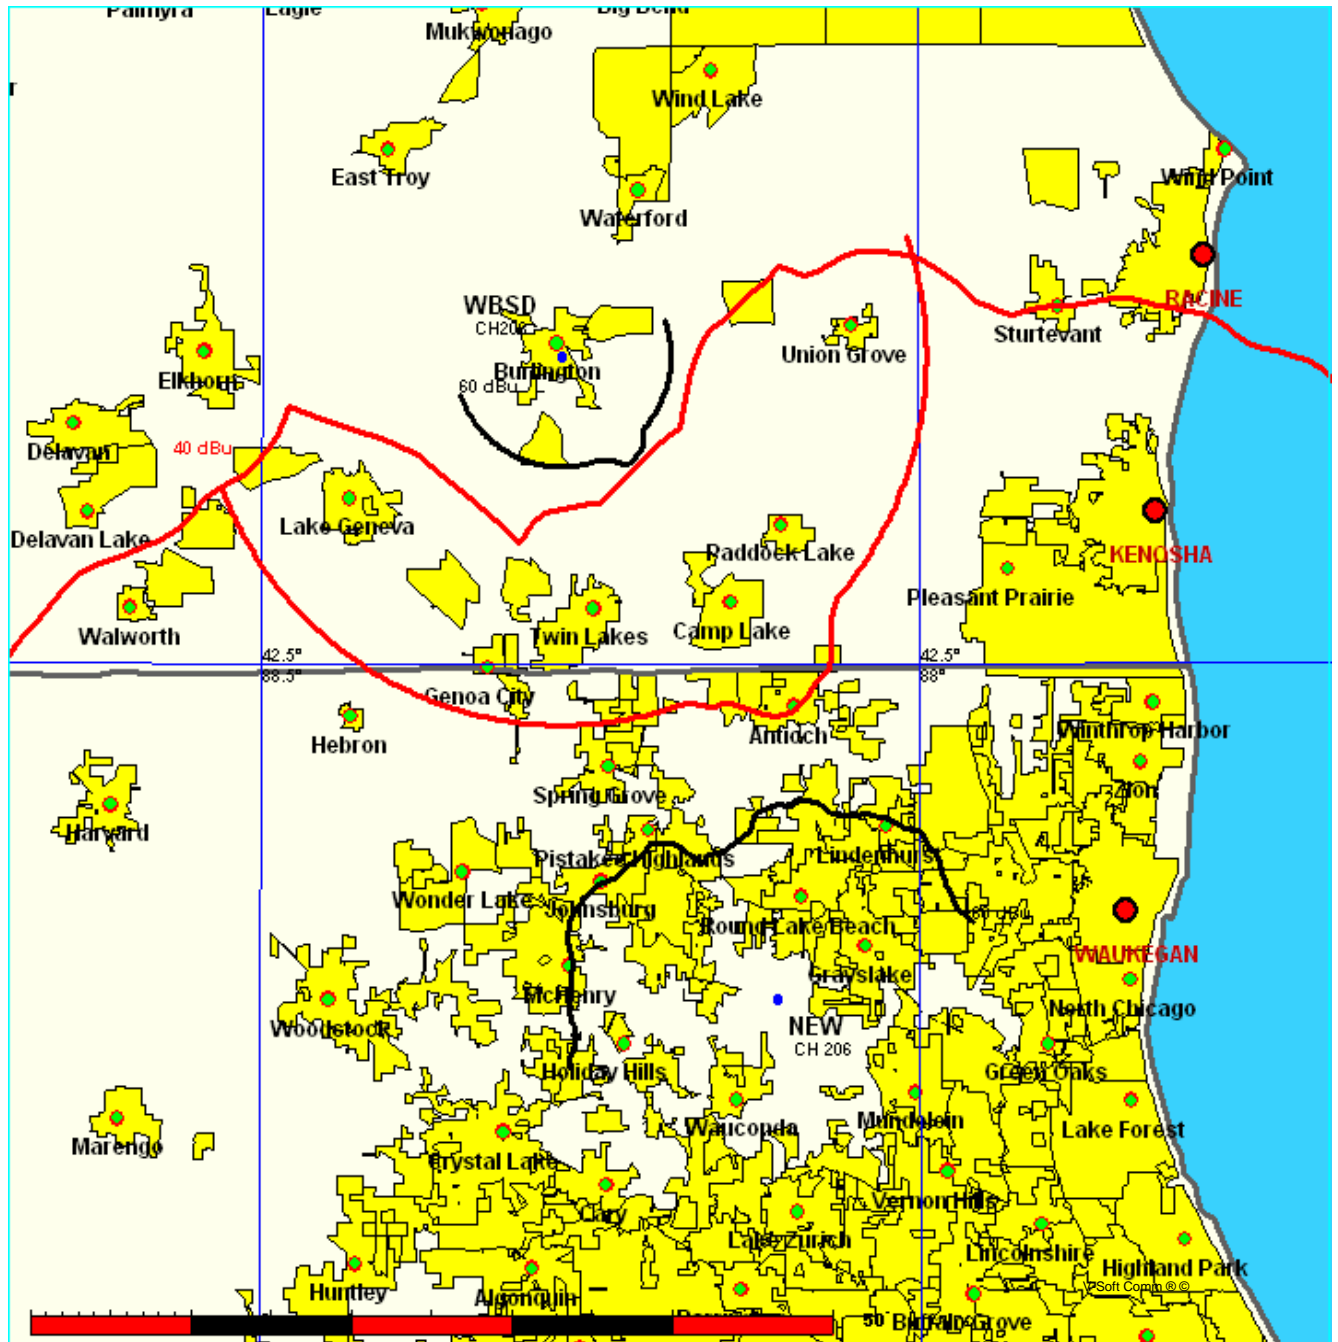 Palmyra
Eagle
Big Bend
Mukwonago
Wind Lake
East Troy
Wind Point
Waterford
WBSD
RACINE
Sturtevant
Union Grove
Burlington
60 dBu
Elkhorn
40 dBu
Delavan
Lake Geneva
Delavan Lake
Paddock Lake
KENOSHA
Pleasant Prairie
Walworth
Twin Lakes
Camp Lake
42.5°
88.5°
42.5°
88°
Genoa City
Hebron
Antioch
Winthrop Harbor
Zion
Spring Grove
Harvard
Pistakee Highlands
Lindenhurst
Wonder Lake
Johnsburg
Round Lake Beach
60 dBu
Grayslake
WAUKEGAN
McHenry
North Chicago
Woodstock
NEW
CH 206
Holiday Hills
Green Oaks
Wauconda
Mundelein
Lake Forest
Marengo
Crystal Lake
Vernon Hills
Cary
Lake Zurich
Lincolnshire
Highland Park
Huntley
Algonquin
V-Soft Comm ® ©
50
Buffalo Grove